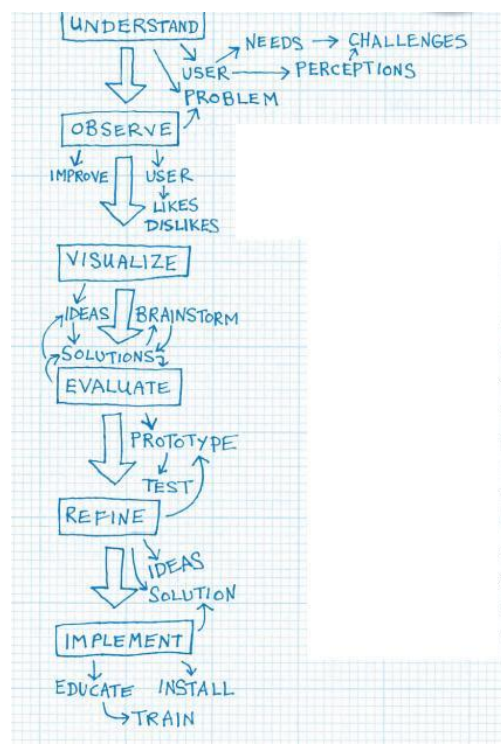 UNDERSTAND
NEEDS → CHALLENGES
USER → PERCEPTIONS
PROBLEM
OBSERVE
IMPROVE USER
LIKES
DISLIKES
VISUALIZE
IDEAS BRAINSTORM
SOLUTIONS
EVALUATE
PROTOTYPE
TEST
REFINE
IDEAS
SOLUTION
IMPLEMENT
EDUCATE INSTALL
TRAIN